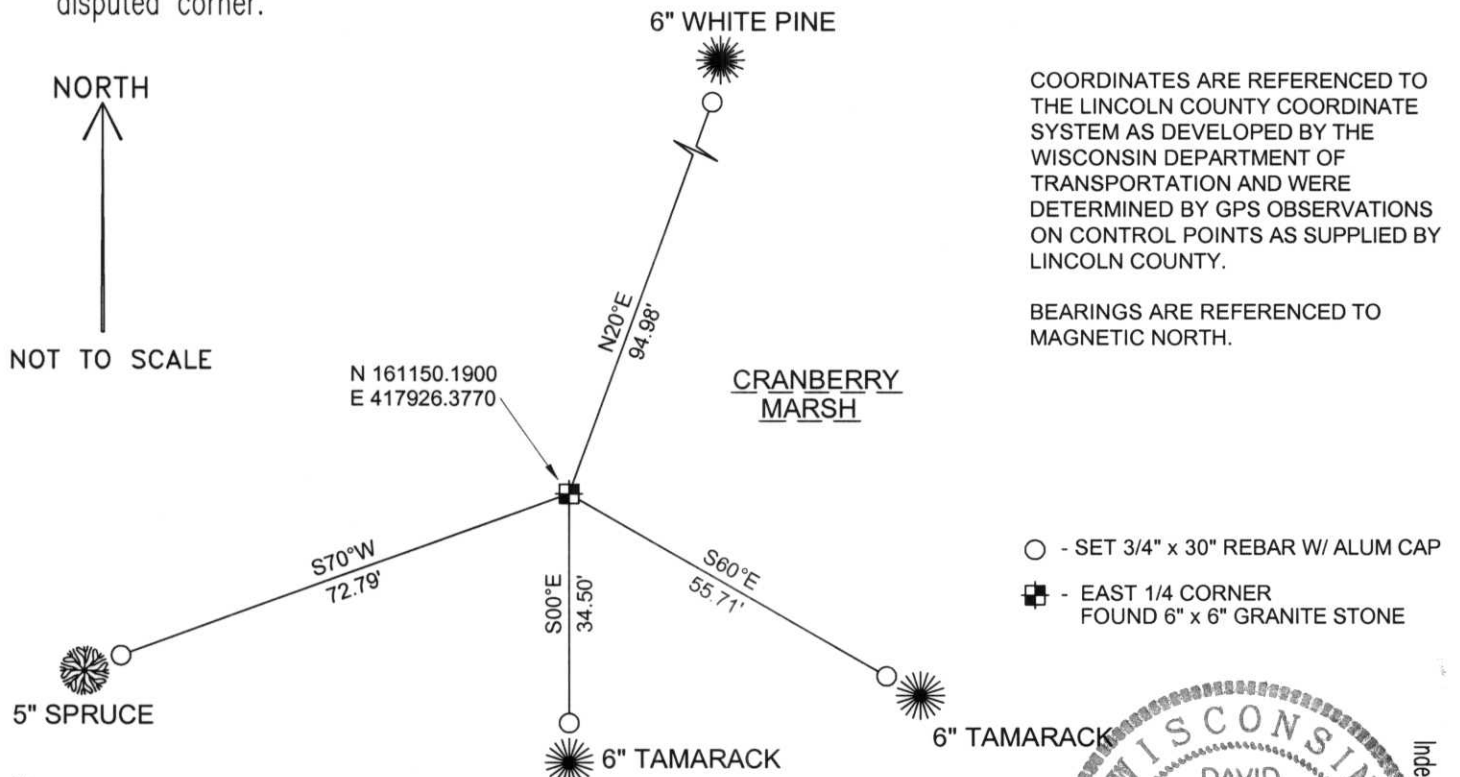 disputed corner.
6" WHITE PINE
NORTH
NOT TO SCALE
COORDINATES ARE REFERENCED TO
THE LINCOLN COUNTY COORDINATE
SYSTEM AS DEVELOPED BY THE
WISCONSIN DEPARTMENT OF
TRANSPORTATION AND WERE
DETERMINED BY GPS OBSERVATIONS
ON CONTROL POINTS AS SUPPLIED BY
LINCOLN COUNTY.
BEARINGS ARE REFERENCED TO
MAGNETIC NORTH.
N20°E
94.98'
N 161150.1900
E 417926.3770
CRANBERRY
MARSH
S70°W
72.79'
S00°E
34.50'
S60°E
55.71'
- SET 3/4" x 30" REBAR W/ ALUM CAP
- EAST 1/4 CORNER
FOUND 6" x 6" GRANITE STONE
5" SPRUCE
6" TAMARACK
6" TAMARACK
WISCONSIN
DAVID
Inde